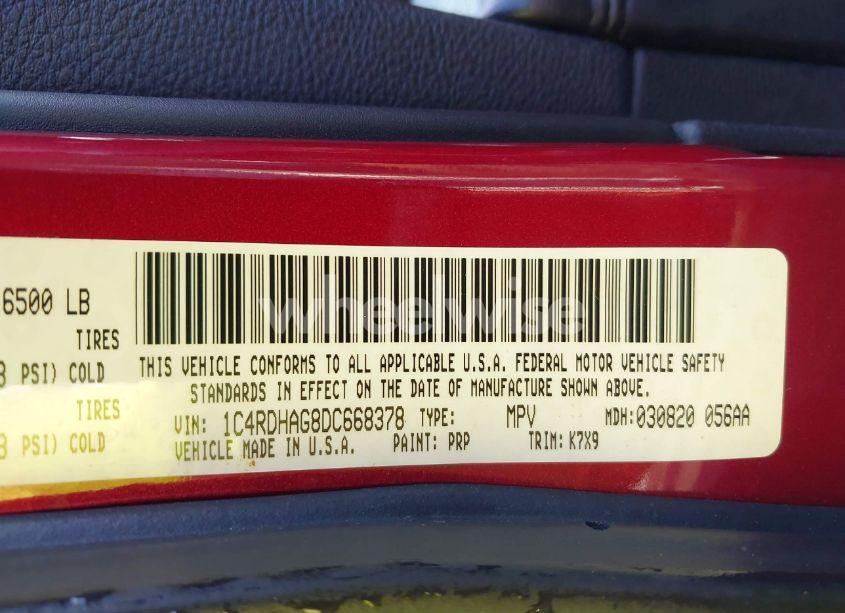 6500 LB
TIRES
PSI) COLD
TIRES
PSI) COLD
wheelwise
THIS VEHICLE CONFORMS TO ALL APPLICABLE U.S.A. FEDERAL MOTOR VEHICLE SAFETY
STANDARDS IN EFFECT ON THE DATE OF MANUFACTURE SHOWN ABOVE.
VIN: 1C4RDHAG8DC668378 TYPE: MPV MDH: 030820 056AA
VEHICLE MADE IN U.S.A. PAINT: PRP TRIM: K7X9